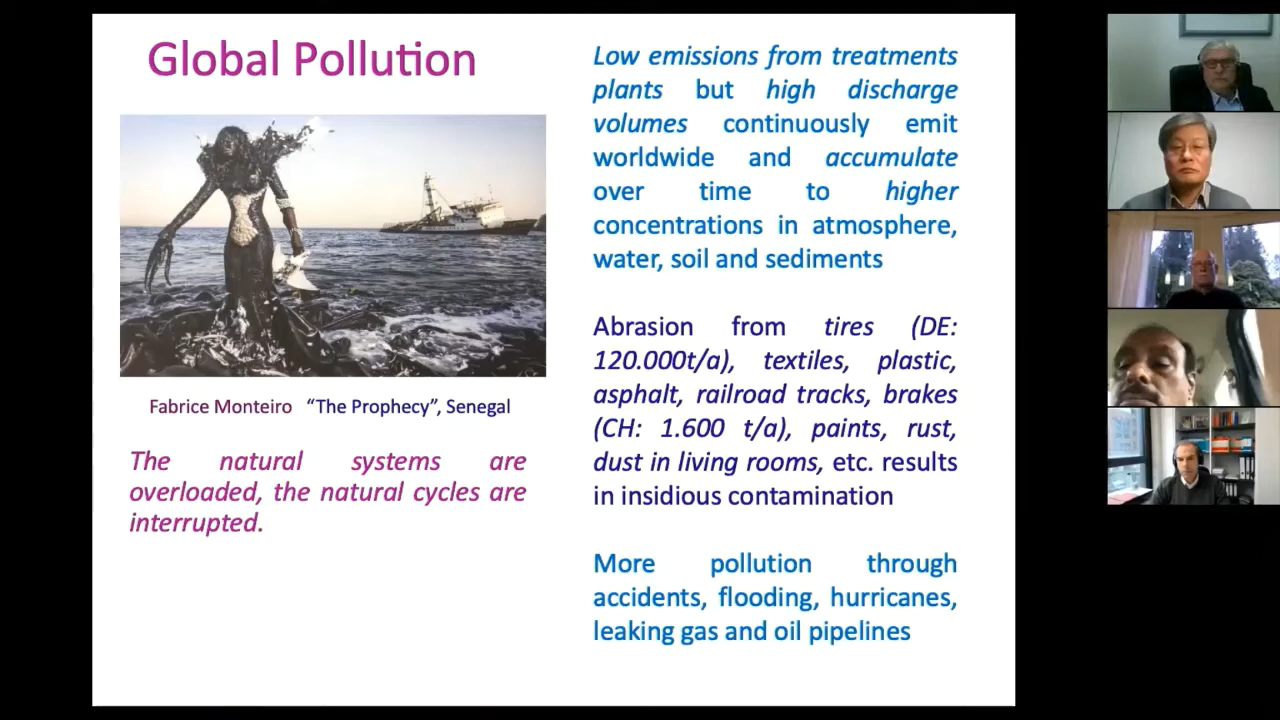 Global Pollution
Fabrice Monteiro “The Prophecy”, Senegal
The natural systems are
overloaded, the natural cycles are
interrupted.
Low emissions from treatments
plants but high discharge
volumes continuously emit
worldwide and accumulate
over time to higher
concentrations in atmosphere,
water, soil and sediments
Abrasion from tires (DE:
120.000t/a), textiles, plastic,
asphalt, railroad tracks, brakes
(CH: 1.600 t/a), paints, rust,
dust in living rooms, etc. results
in insidious contamination
More pollution through
accidents, flooding, hurricanes,
leaking gas and oil pipelines